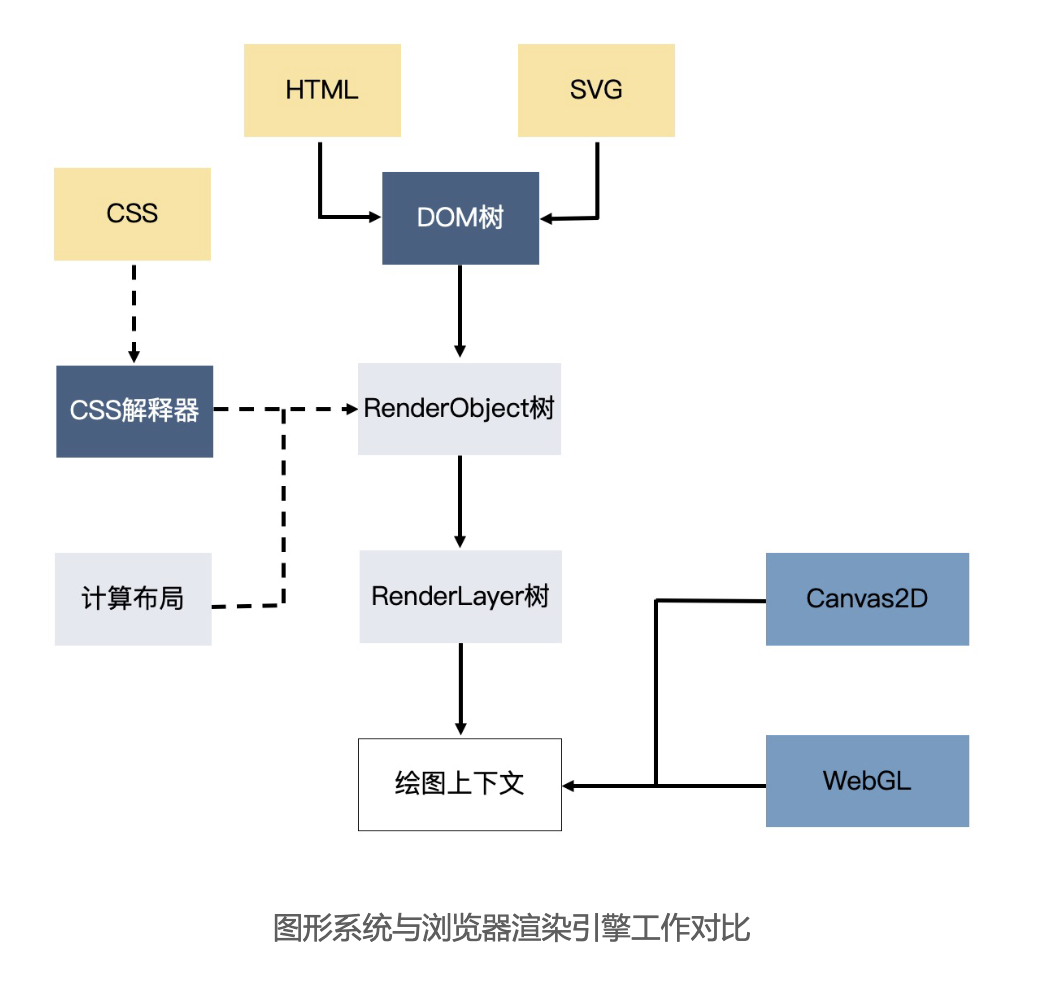 HTML
SVG
CSS
DOM树
CSS解释器
RenderObject树
计算布局
RenderLayer树
Canvas2D
绘图上下文
WebGL
图形系统与浏览器渲染引擎工作对比